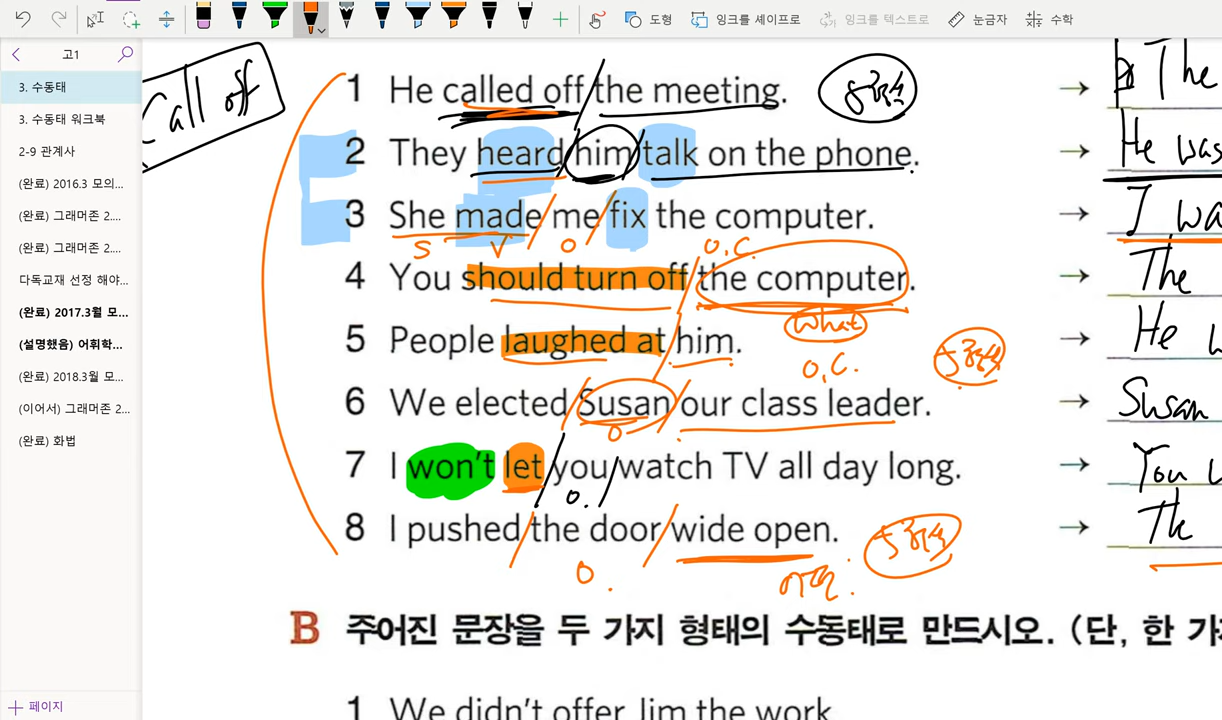 도형 잉크를 셰이프로 잉크를 텍스트로 눈금자 수학
고1
3. 수동태
3. 수동태 워크북
2-9 관계사
(완료) 2016.3 모의...
(완료) 그래머존 2....
(완료) 그래머존 2....
다독교재 선정 해야...
(완료) 2017.3월 모...
(설명했음) 어휘학...
(완료) 2018.3월 모...
(이어서) 그래머존 2...
(완료) 화법
페이지
Call off
1 He called off the meeting. → The
2 They heard him talk on the phone. → He was
3 She made me fix the computer. → I wa
S V O O.C.
4 You should turn off the computer. → The
what
5 People laughed at him. → He w
O.C.
6 We elected Susan our class leader. → Susan
O
7 I won't let you watch TV all day long. → You
O.
8 I pushed the door wide open. → Th
O.
B 주어진 문장을 두 가지 형태의 수동태로 만드시오. (단, 한 가
1 We didn't offer Jim the work.